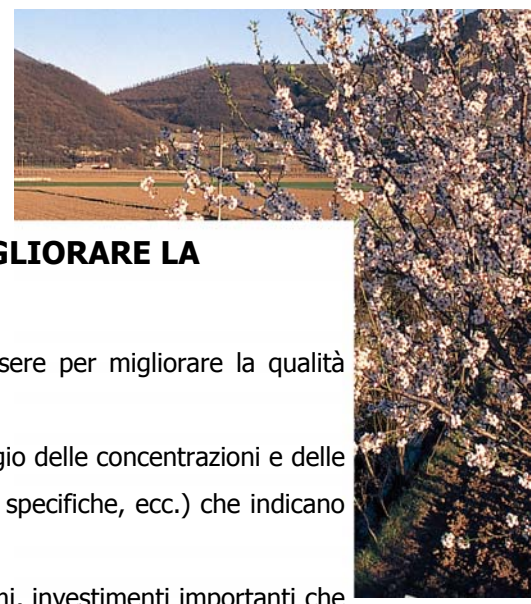 GLIORARE LA
sere per migliorare la qualità
gio delle concentrazioni e delle
specifiche, ecc.) che indicano
ni, investimenti importanti che